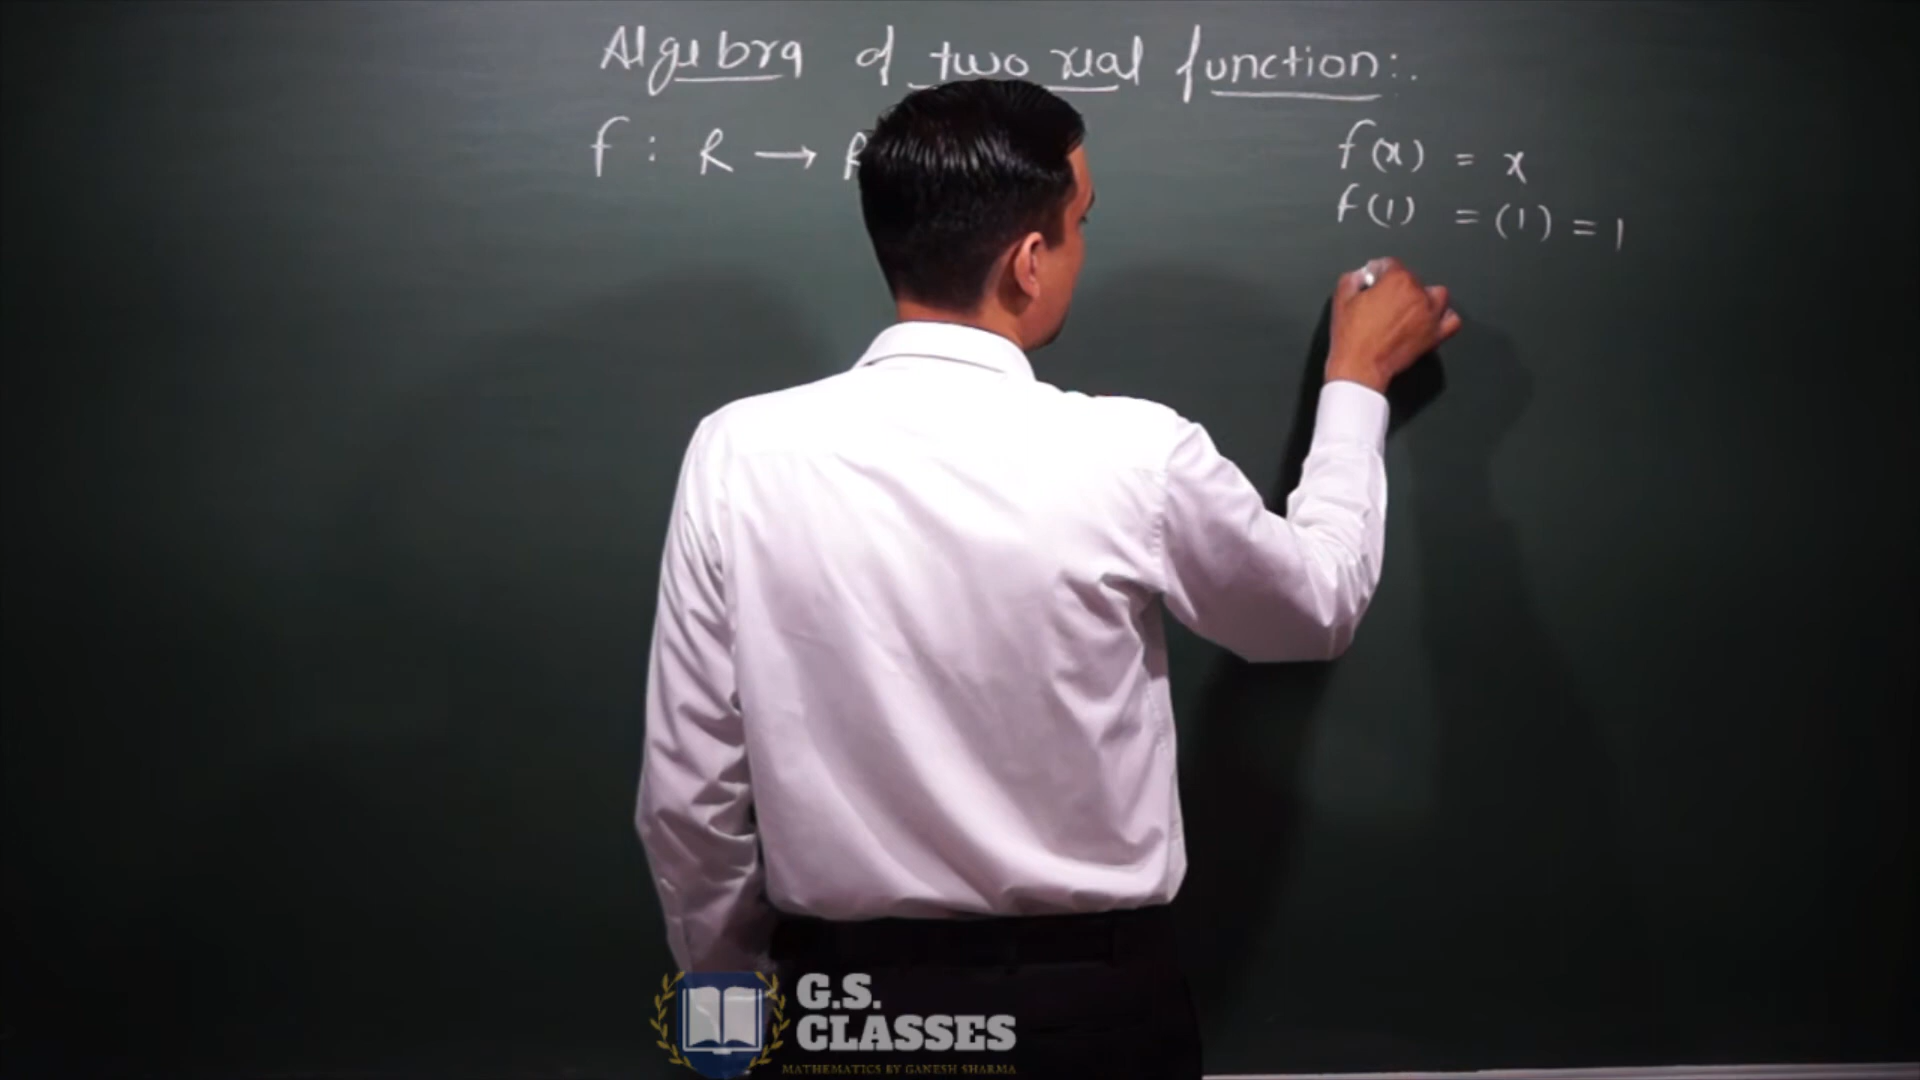 Algebra of two real function:.
f : R → R
f(x) = x
f(1) = (1) = 1
G.S.
CLASSES
MATHEMATICS BY GANESH SHARMA